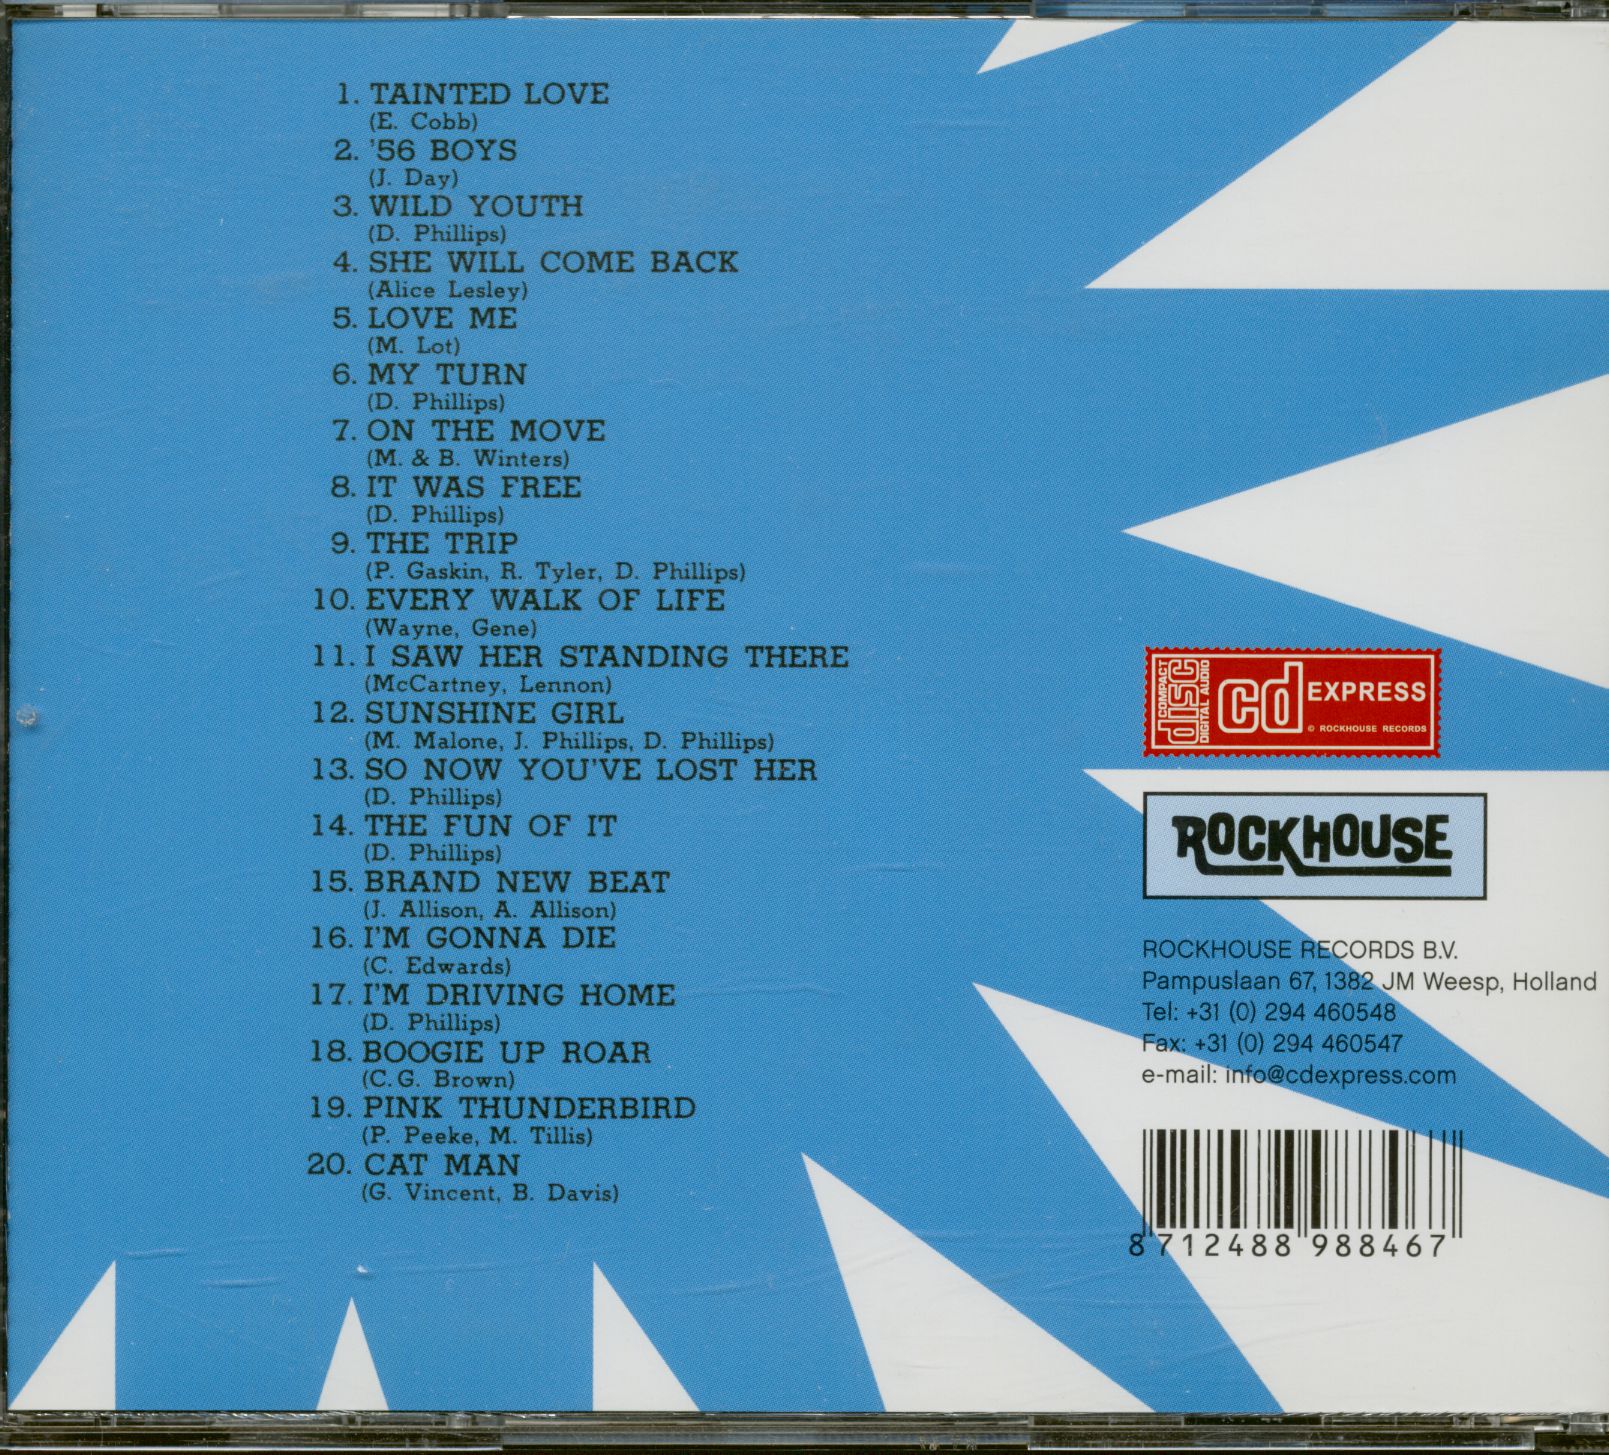 1. TAINTED LOVE
(E. Cobb)
2. '56 BOYS
(J. Day)
3. WILD YOUTH
(D. Phillips)
4. SHE WILL COME BACK
(Alice Lesley)
5. LOVE ME
(M. Lot)
6. MY TURN
(D. Phillips)
7. ON THE MOVE
(M. & B. Winters)
8. IT WAS FREE
(D. Phillips)
9. THE TRIP
(P. Gaskin, R. Tyler, D. Phillips)
10. EVERY WALK OF LIFE
(Wayne, Gene)
11. I SAW HER STANDING THERE
(McCartney, Lennon)
12. SUNSHINE GIRL
(M. Malone, J. Phillips, D. Phillips)
13. SO NOW YOU'VE LOST HER
(D. Phillips)
14. THE FUN OF IT
(D. Phillips)
15. BRAND NEW BEAT
(J. Allison, A. Allison)
16. I'M GONNA DIE
(C. Edwards)
17. I'M DRIVING HOME
(D. Phillips)
18. BOOGIE UP ROAR
(C.G. Brown)
19. PINK THUNDERBIRD
(P. Peeke, M. Tillis)
20. CAT MAN
(G. Vincent, B. Davis)
COMPACT
disc
DIGITAL AUDIO
cd EXPRESS
© ROCKHOUSE RECORDS
ROCKHOUSE
ROCKHOUSE RECORDS B.V.
Pampuslaan 67, 1382 JM Weesp, Holland
Tel: +31 (0) 294 460548
Fax: +31 (0) 294 460547
e-mail: info@cdexpress.com
8 712488 988467